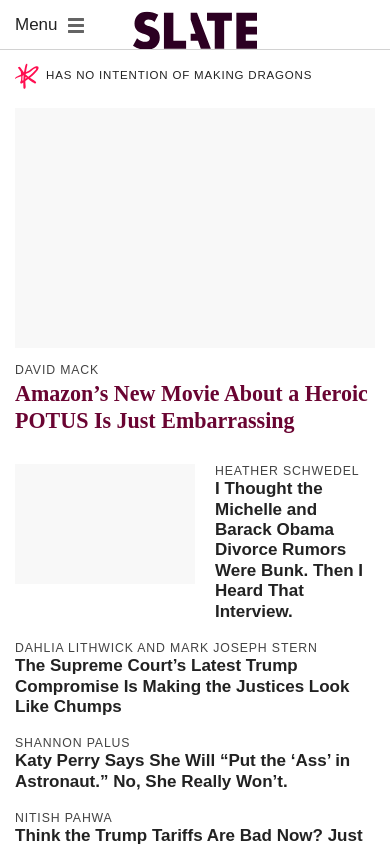 Menu
SLATE
HAS NO INTENTION OF MAKING DRAGONS
DAVID MACK
Amazon’s New Movie About a Heroic
POTUS Is Just Embarrassing
HEATHER SCHWEDEL
I Thought the
Michelle and
Barack Obama
Divorce Rumors
Were Bunk. Then I
Heard That
Interview.
DAHLIA LITHWICK AND MARK JOSEPH STERN
The Supreme Court’s Latest Trump
Compromise Is Making the Justices Look
Like Chumps
SHANNON PALUS
Katy Perry Says She Will “Put the ‘Ass’ in
Astronaut.” No, She Really Won’t.
NITISH PAHWA
Think the Trump Tariffs Are Bad Now? Just